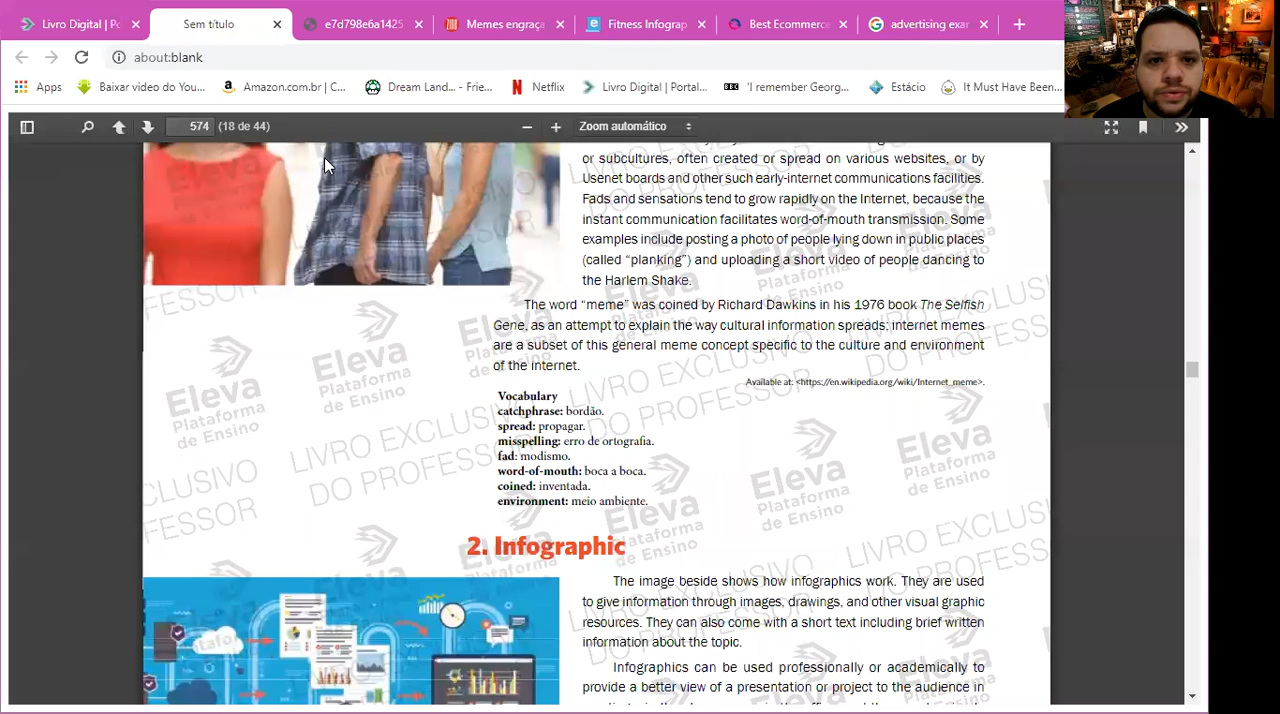 Livro Digital | Po
Sem título
e7d798e6a1425
Memes engraça
Fitness Infograp
Best Ecommerc
advertising exar
about:blank
Apps
Baixar video do You...
Amazon.com.br | C...
Dream Land... - Frie...
Netflix
Livro Digital | Portal...
BBC
'I remember Georg...
Estácio
It Must Have Been...
574 (18 de 44)
Zoom automático
or subcultures, often created or spread on various websites, or by
Usenet boards and other such early-internet communications facilities.
Fads and sensations tend to grow rapidly on the Internet, because the
instant communication facilitates word-of-mouth transmission. Some
examples include posting a photo of people lying down in public places
(called “planking”) and uploading a short video of people dancing to
the Harlem Shake.
The word “meme” was coined by Richard Dawkins in his 1976 book The Selfish
Gene, as an attempt to explain the way cultural information spreads; internet memes
are a subset of this general meme concept specific to the culture and environment
of the internet.
Available at: <https://en.wikipedia.org/wiki/Internet_meme>.
Vocabulary
catchphrase: bordão.
spread: propagar.
misspelling: erro de ortografia.
fad: modismo.
word-of-mouth: boca a boca.
coined: inventada.
environment: meio ambiente.
2. Infographic
The image beside shows how infographics work. They are used
to give information through images, drawings, and other visual graphic
resources. They can also come with a short text including brief written
information about the topic.
Infographics can be used professionally or academically to
provide a better view of a presentation or project to the audience in
Eleva
Plataforma
de Ensino
LIVRO EXCLUSIVO
DO PROFESSOR